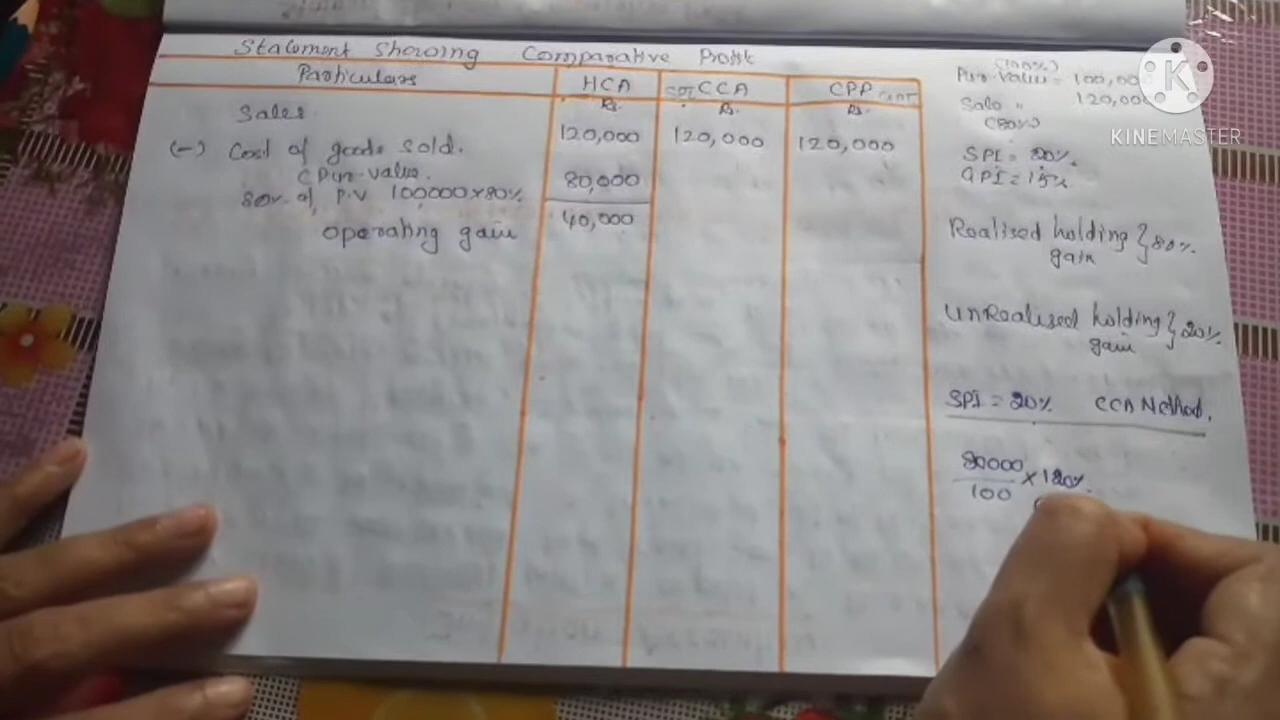 Statement Showing Comparative Profit
Particulars HCA CCA CPP
Rs. Rs. Rs.
Sales. 120,000 120,000 120,000
(-) Cost of goods sold.
CPur-value. 80,000
80% of P.V 100000x80%
Operating gain 40,000
(100%)
Pur-value = 100,000
Sale " 120,000
(80%)
SPI = 20%.
GPI = 15%
Realised holding } 80%.
gain
UnRealised holding } 20%.
gain
SPI = 20% CCA Method.
80000/100 × 120%.
KINEMASTER